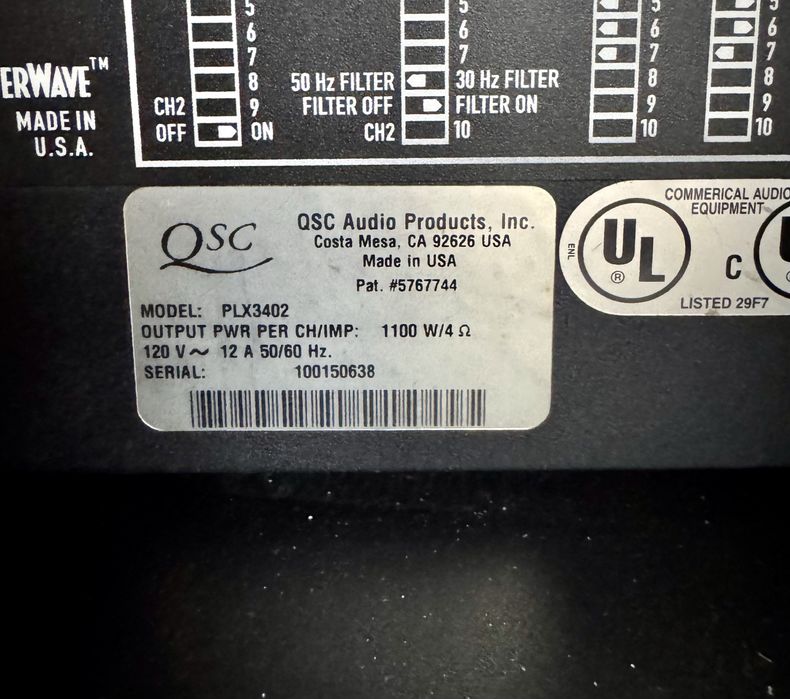 5 5 5 5
6 6 6 6
7 7 7 7
ERWAVE™ 8 50 Hz FILTER 30 Hz FILTER 8 8
CH2 9 FILTER OFF FILTER ON 9 9
MADE IN OFF ON CH2 10 10 10
U.S.A.
QSC
QSC Audio Products, Inc.
Costa Mesa, CA 92626 USA
Made in USA
Pat. #5767744
MODEL: PLX3402
OUTPUT PWR PER CH/IMP: 1100 W/4 Ω
120 V~ 12 A 50/60 Hz.
SERIAL: 100150638
COMMERICAL AUDIO
EQUIPMENT
ENL
UL
®
C
LISTED 29F7